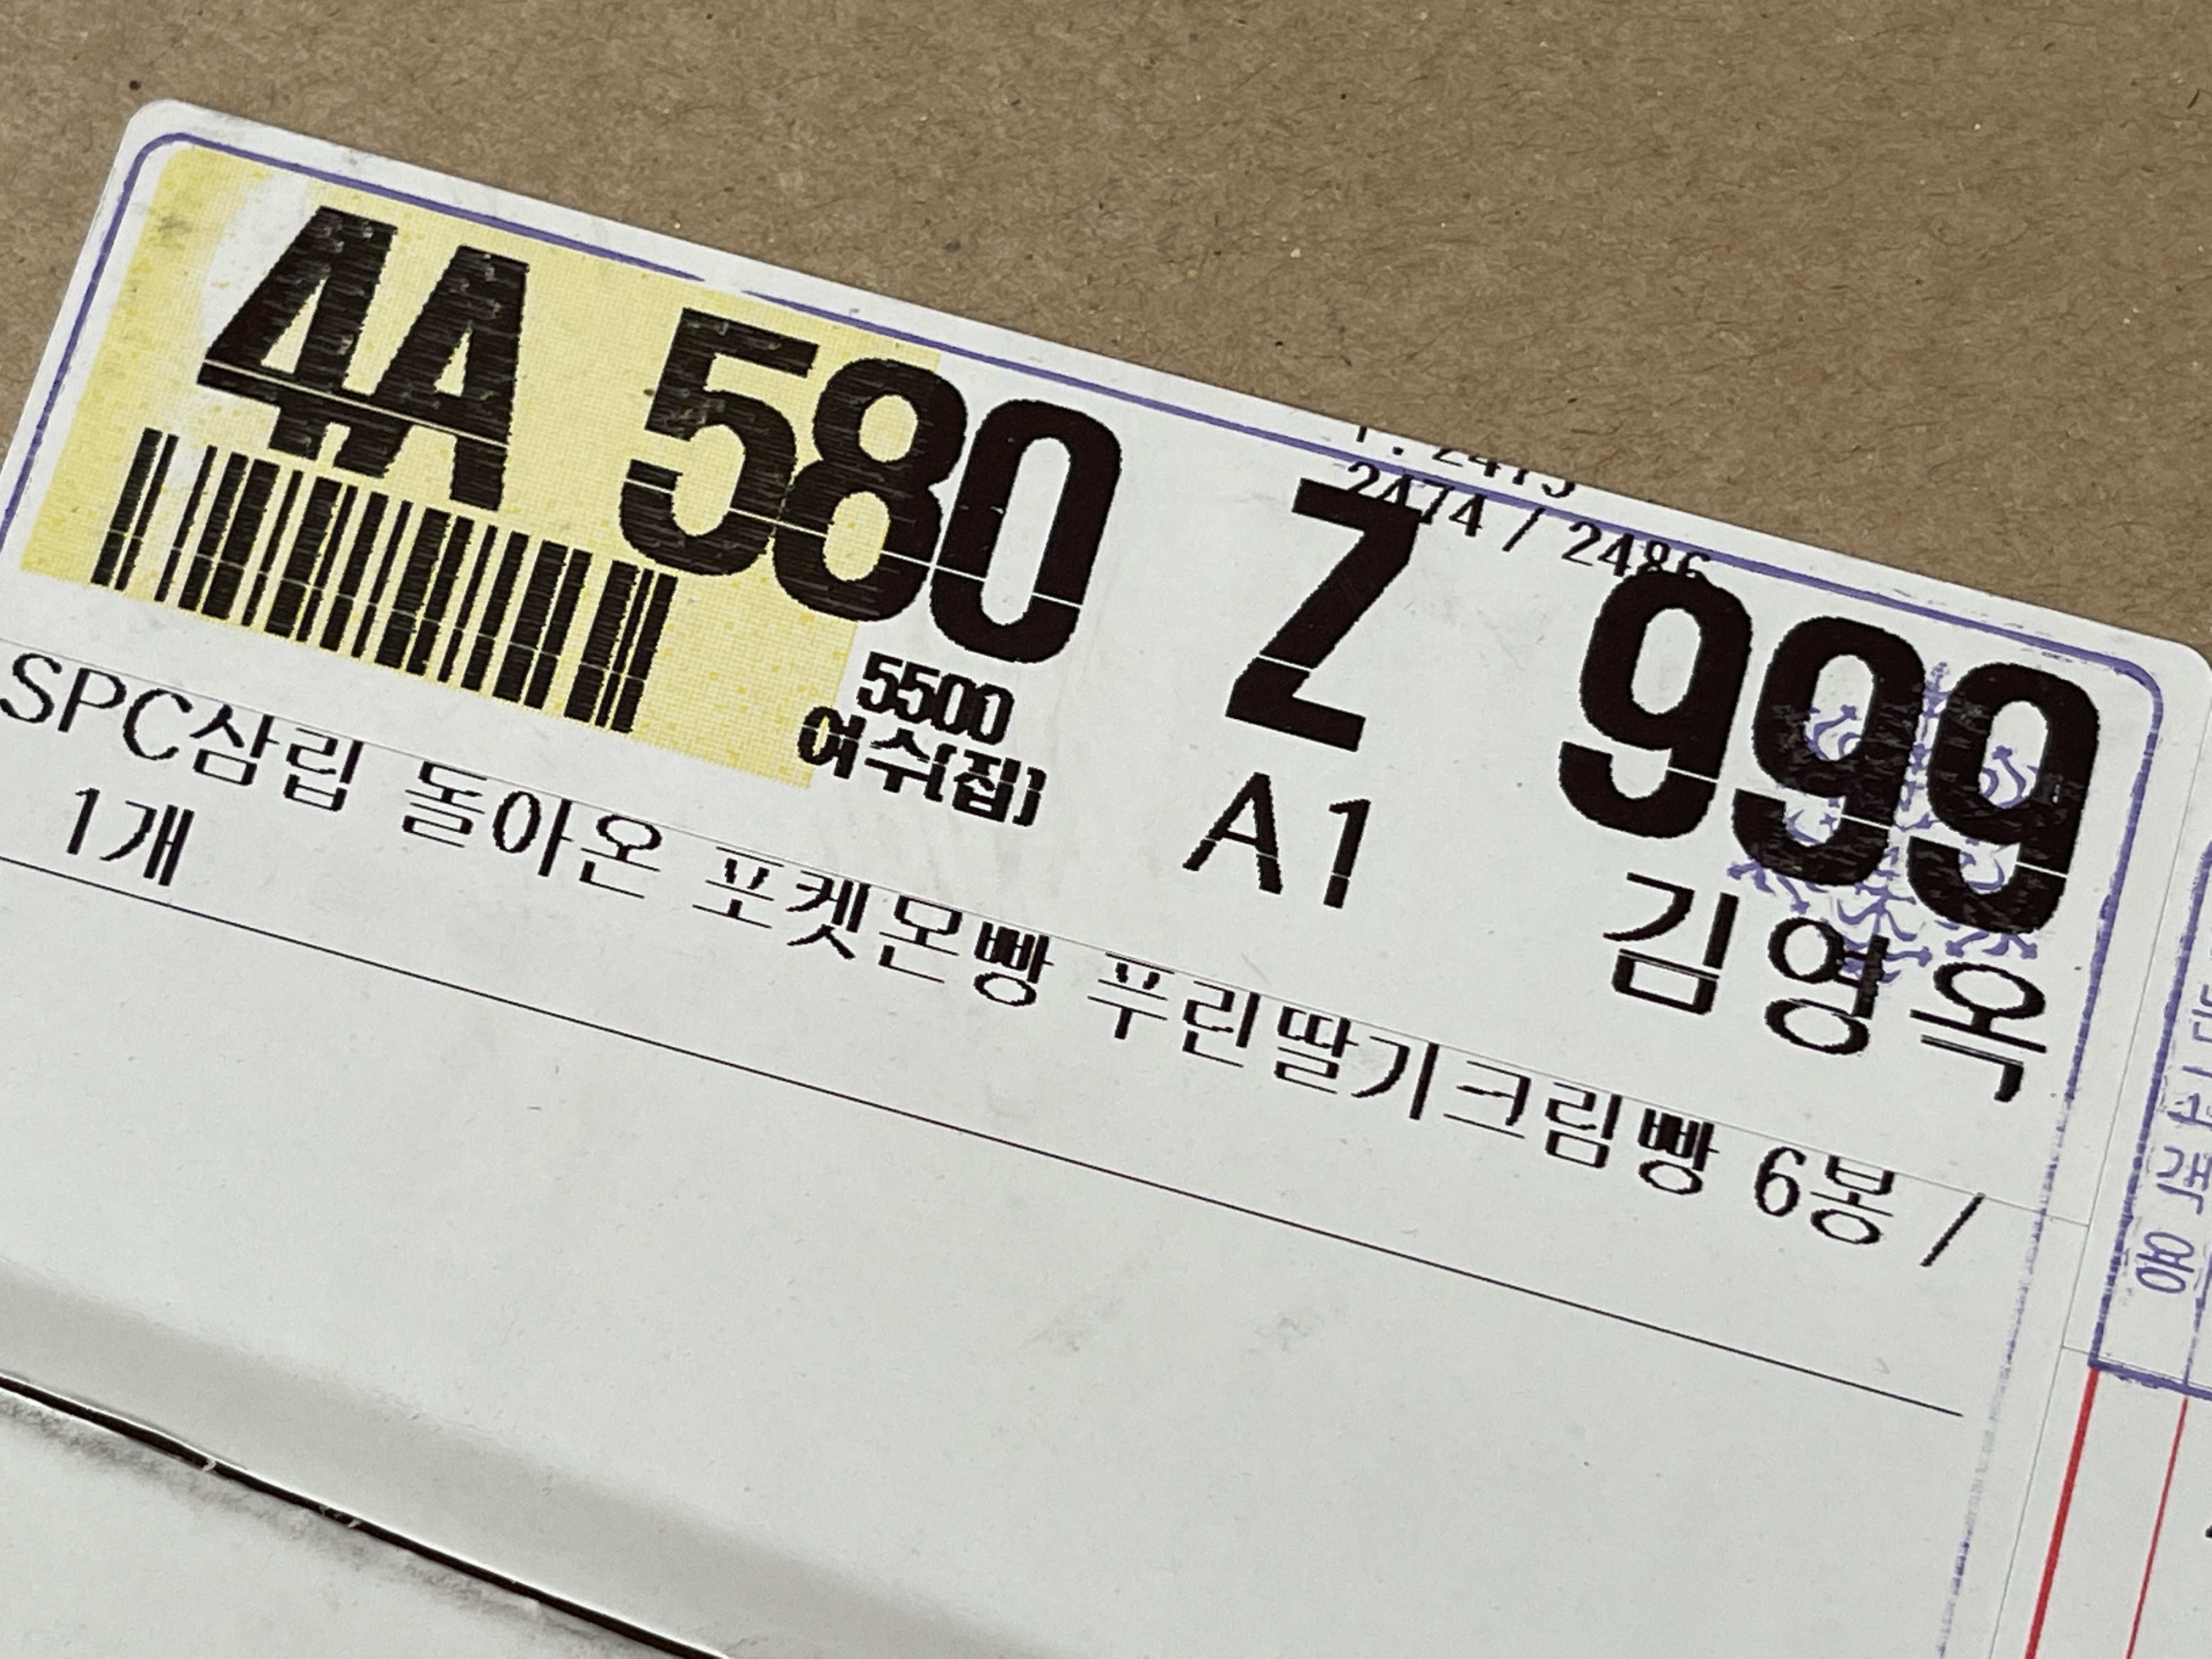 2474 / 2486
4A 580 Z 999
5500
여수(집) A1 김영옥
SPC삼립 돌아온 포켓몬빵 푸린딸기크림빵 6봉 /
1개